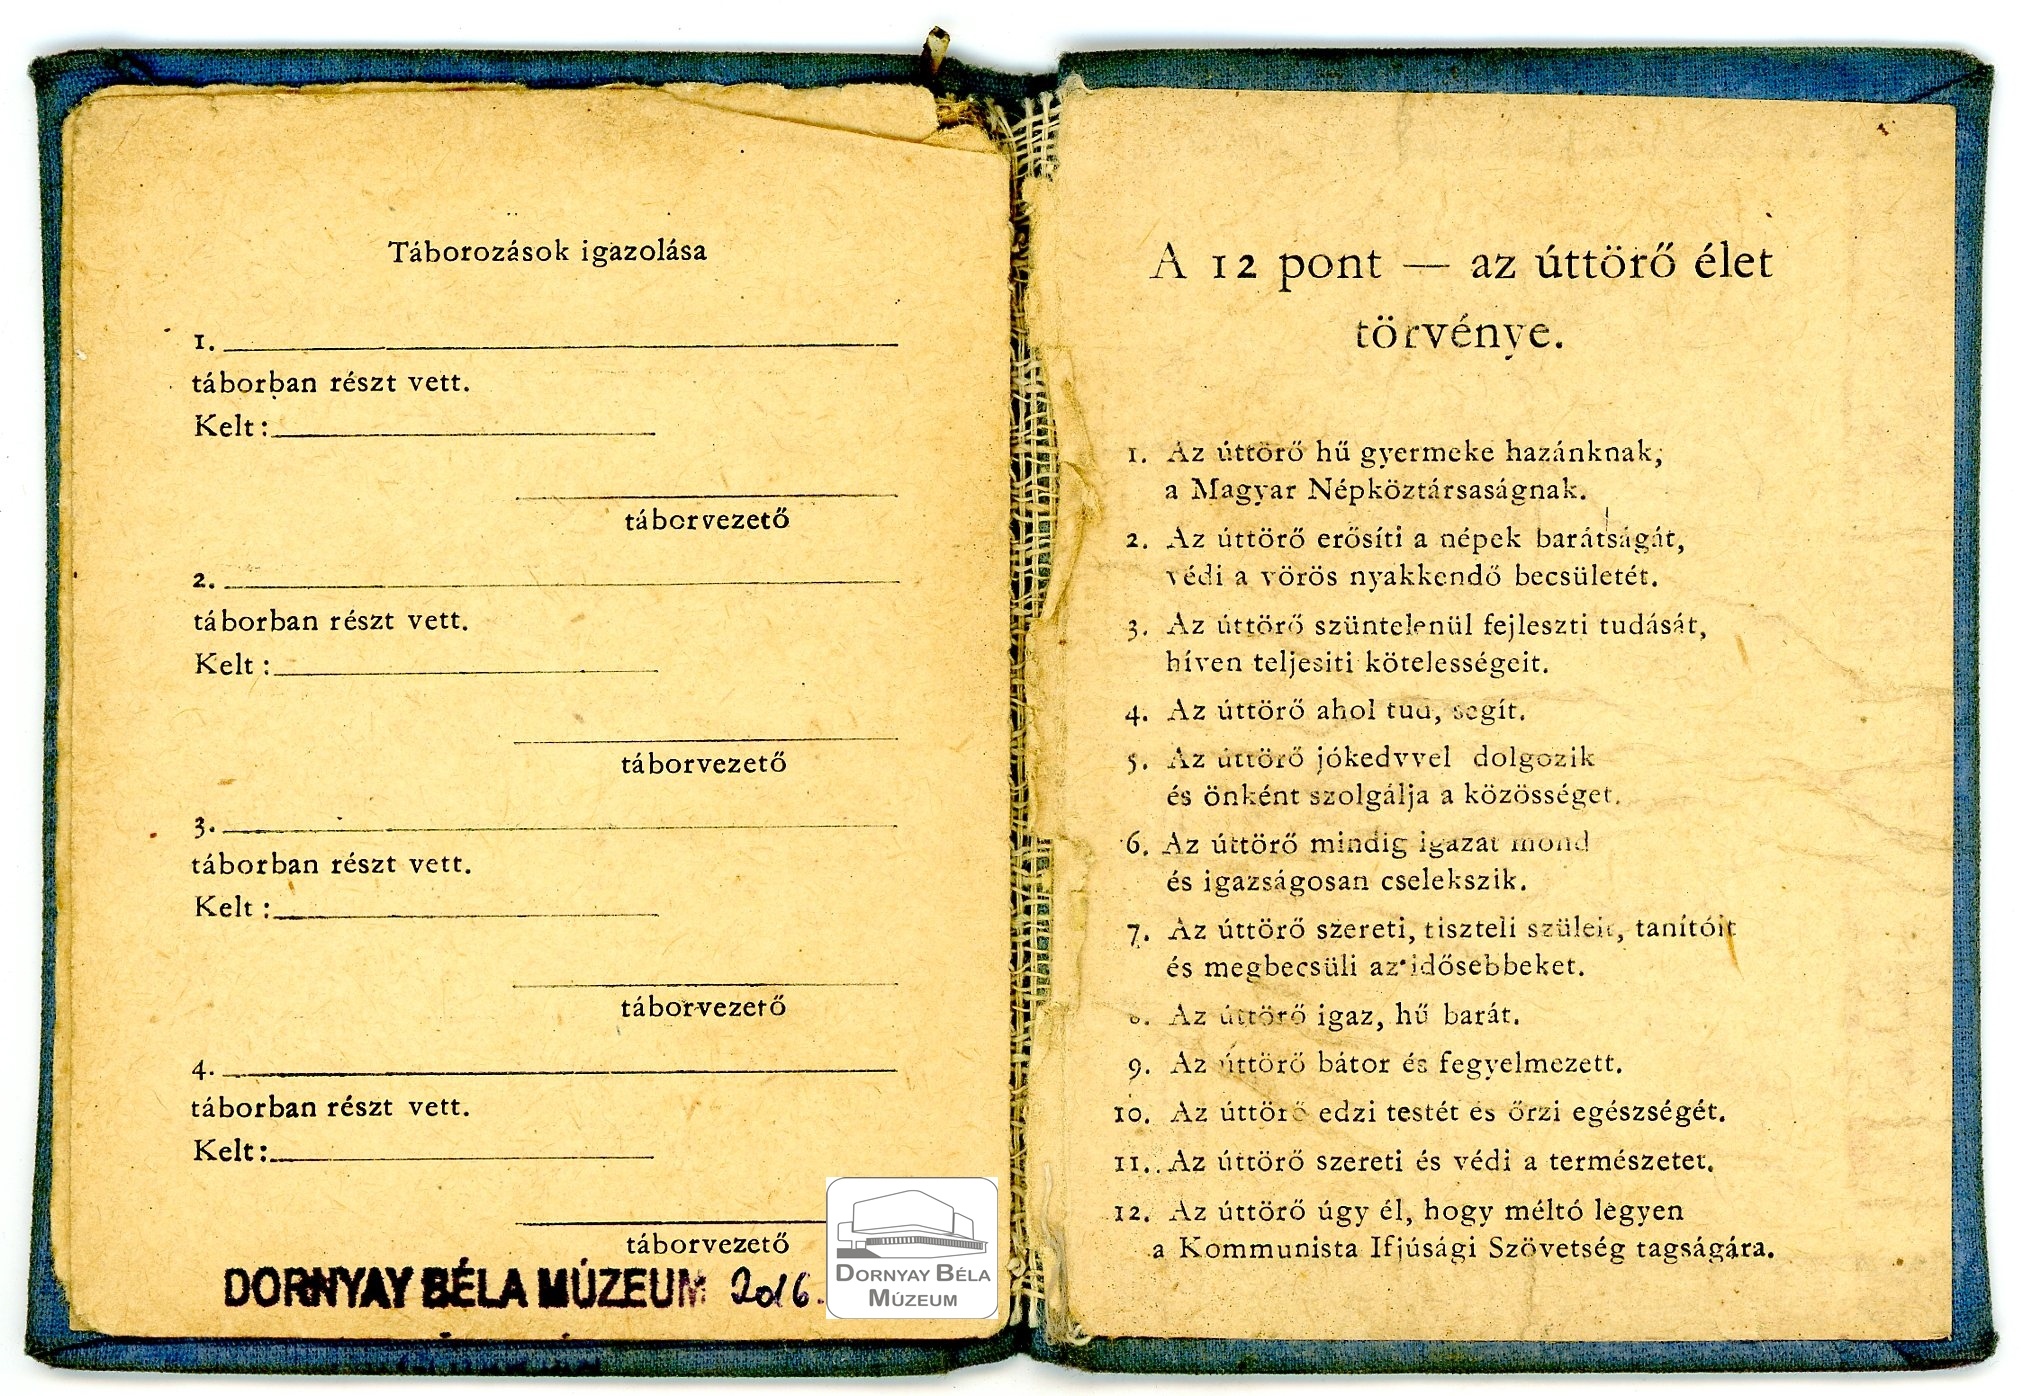 Táborozások igazolása
1.
táborban részt vett.
Kelt:
táborvezető
2.
táborban részt vett.
Kelt:
táborvezető
3.
táborban részt vett.
Kelt:
táborvezető
4.
táborban részt vett.
Kelt:
táborvezető
DORNYAY BÉLA MÚZEUM 2016.
DORNYAY BÉLA
MÚZEUM
A 12 pont — az úttörő élet
törvénye.
1. Az úttörő hű gyermeke hazánknak,
a Magyar Népköztársaságnak.
2. Az úttörő erősíti a népek barátságát,
védi a vörös nyakkendő becsületét.
3. Az úttörő szüntelenül fejleszti tudását,
híven teljesiti kötelességeit.
4. Az úttörő ahol tud, segít.
5. Az úttörő jókedvvel dolgozik
és önként szolgálja a közösséget.
6. Az úttörő mindig igazat mond
és igazságosan cselekszik.
7. Az úttörő szereti, tiszteli szüleit, tanítóit
és megbecsüli az idősebbeket.
8. Az úttörő igaz, hű barát.
9. Az úttörő bátor és fegyelmezett.
10. Az úttörő edzi testét és őrzi egészségét.
11. Az úttörő szereti és védi a természetet.
12. Az úttörő úgy él, hogy méltó legyen
a Kommunista Ifjúsági Szövetség tagságára.